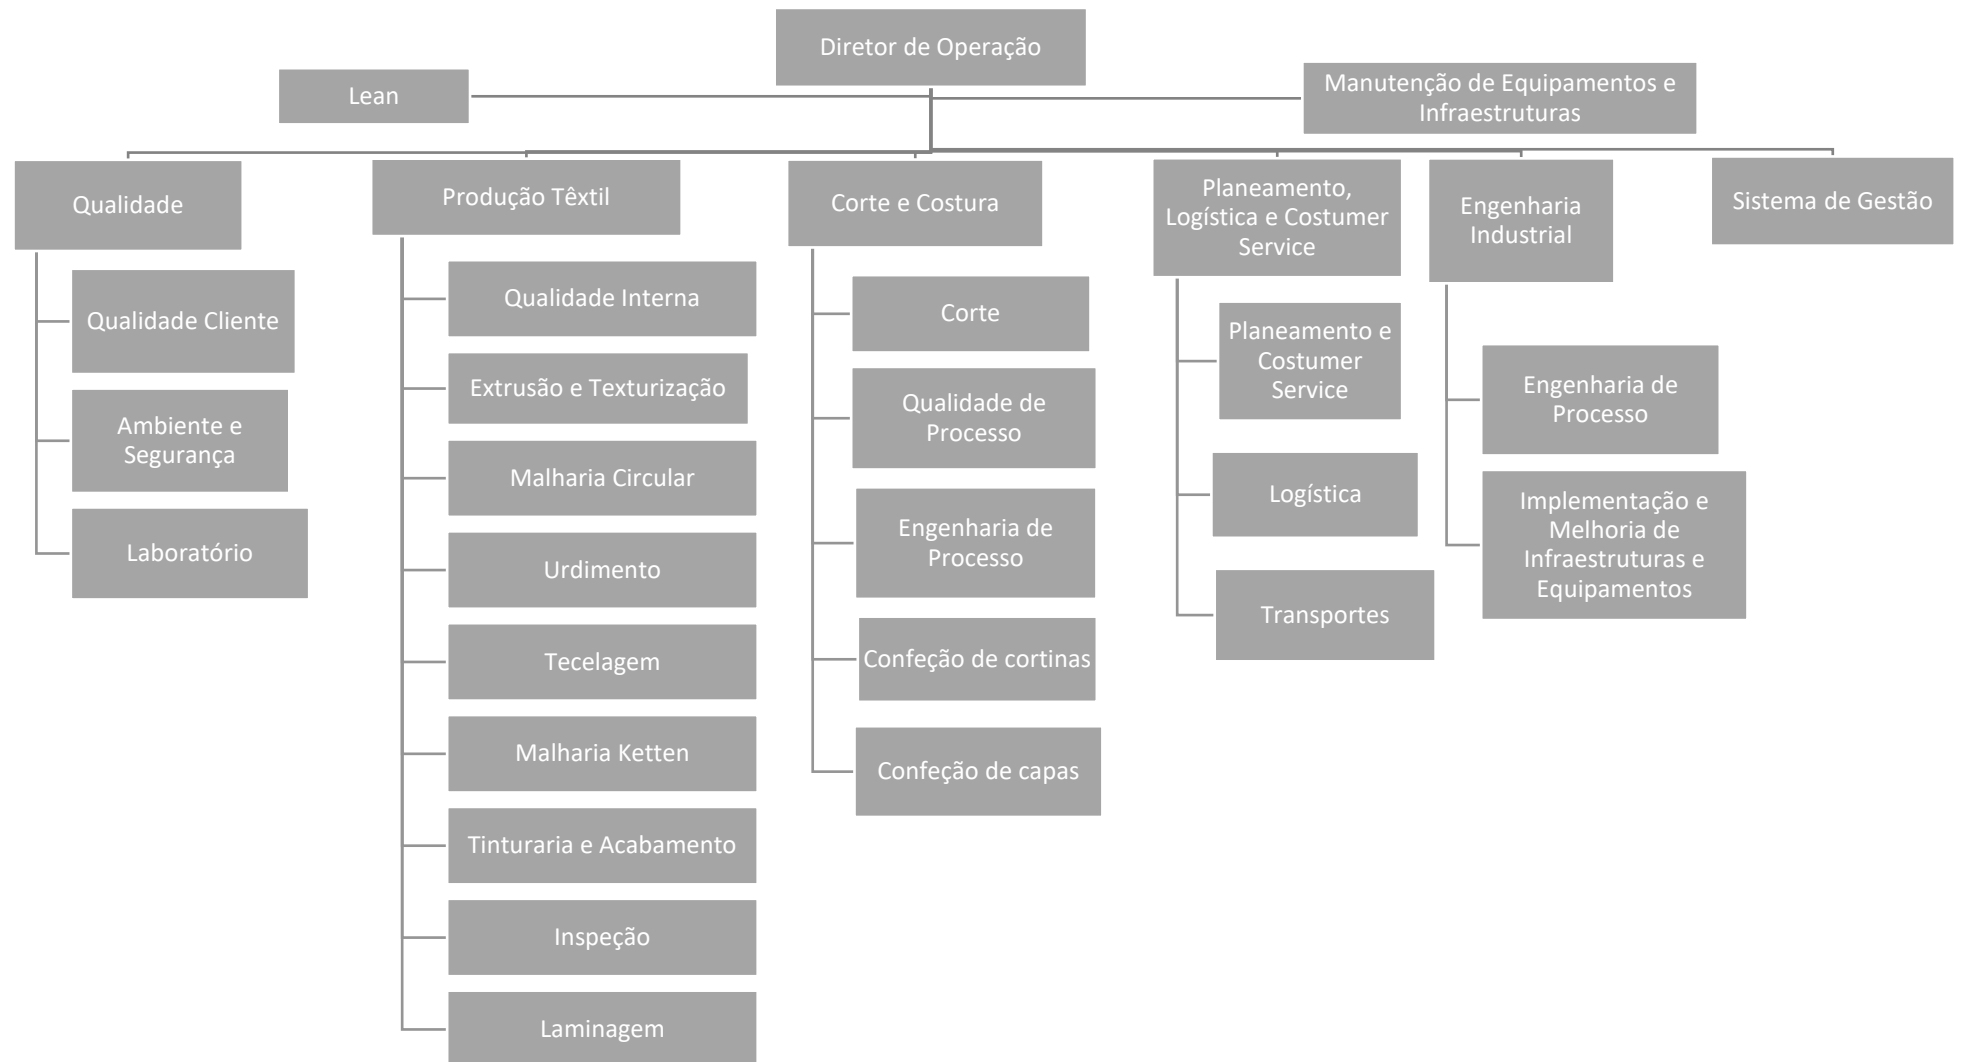 Diretor de Operação
Lean
Manutenção de Equipamentos e
Infraestruturas
Qualidade
Qualidade Cliente
Ambiente e
Segurança
Laboratório
Produção Têxtil
Qualidade Interna
Extrusão e Texturização
Malharia Circular
Urdimento
Tecelagem
Malharia Ketten
Tinturaria e Acabamento
Inspeção
Laminagem
Corte e Costura
Corte
Qualidade de
Processo
Engenharia de
Processo
Confeção de cortinas
Confeção de capas
Planeamento,
Logística e Costumer
Service
Planeamento e
Costumer
Service
Logística
Transportes
Engenharia
Industrial
Engenharia de
Processo
Implementação e
Melhoria de
Infraestruturas e
Equipamentos
Sistema de Gestão